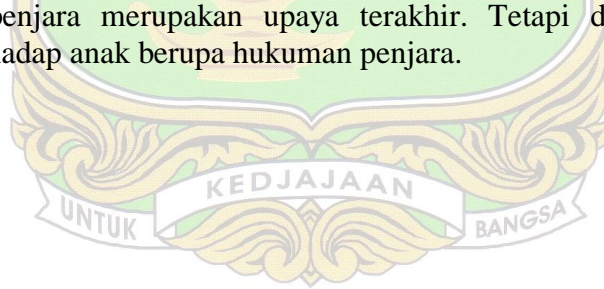 penjara merupakan upaya terakhir. Tetapi d
adap anak berupa hukuman penjara.
UNTUK KEDJAJAAN BANGSA